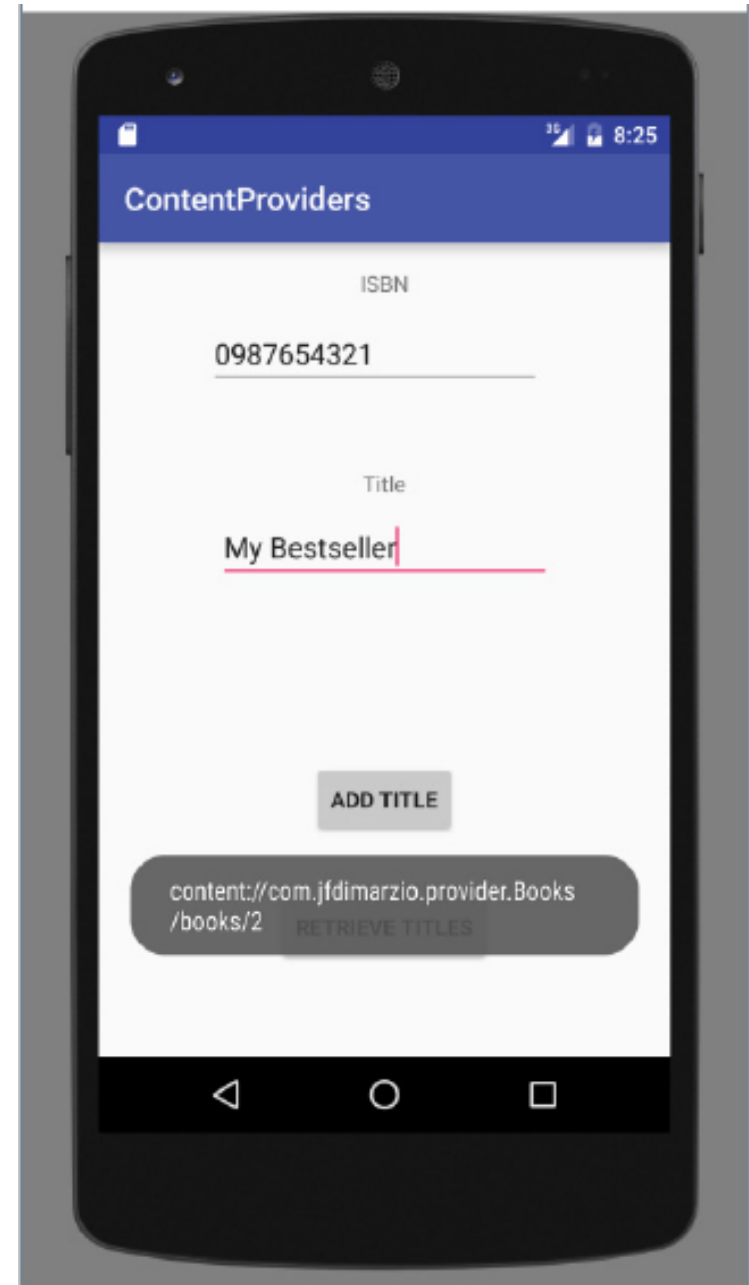 3G 8:25
ContentProviders
ISBN
0987654321
Title
My Bestseller
ADD TITLE
content://com.jfdimarzio.provider.Books
/books/2
RETRIEVE TITLES